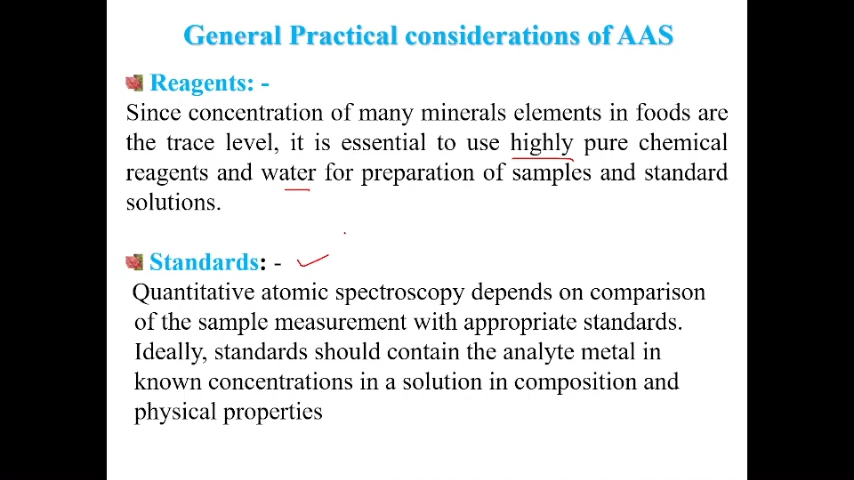 General Practical considerations of AAS
Reagents: -
Since concentration of many minerals elements in foods are
the trace level, it is essential to use highly pure chemical
reagents and water for preparation of samples and standard
solutions.
Standards: -
Quantitative atomic spectroscopy depends on comparison
of the sample measurement with appropriate standards.
Ideally, standards should contain the analyte metal in
known concentrations in a solution in composition and
physical properties